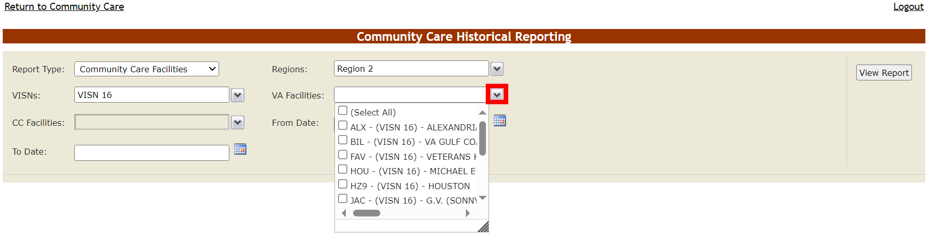 Return to Community Care
Logout
Community Care Historical Reporting
Report Type: Community Care Facilities
Regions: Region 2
View Report
VISNs: VISN 16
VA Facilities:
(Select All)
CC Facilities:
From Date:
ALX - (VISN 16) - ALEXANDRIA
BIL - (VISN 16) - VA GULF CO
To Date:
FAV - (VISN 16) - VETERANS
HOU - (VISN 16) - MICHAEL E
HZ9 - (VISN 16) - HOUSTON
JAC - (VISN 16) - G.V. (SONNY